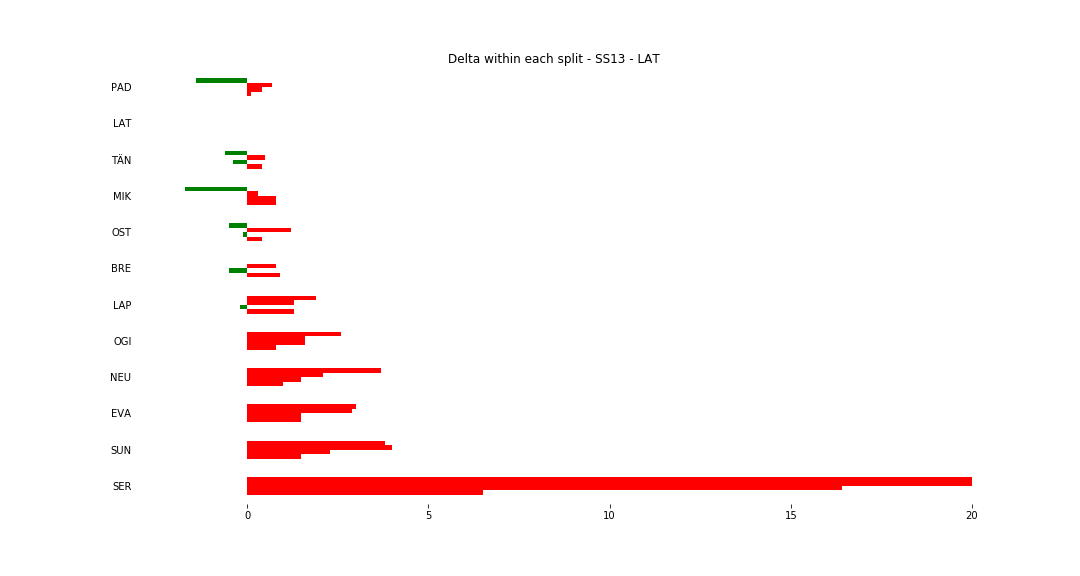 Delta within each split - SS13 - LAT
PAD
LAT
TÄN
MIK
OST
BRE
LAP
OGI
NEU
EVA
SUN
SER
0 5 10 15 20